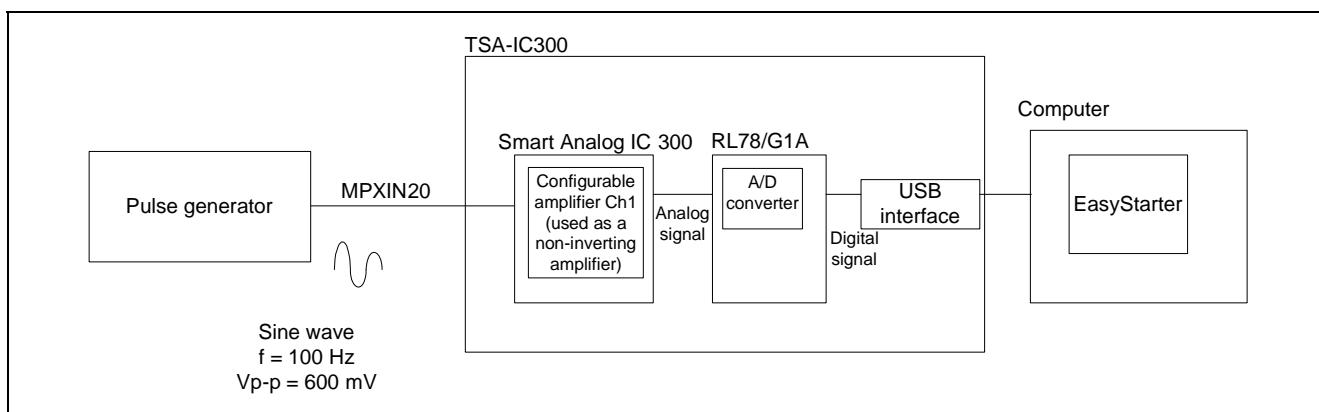 TSA-IC300
Computer
Smart Analog IC 300
RL78/G1A
Pulse generator
MPXIN20
Configurable
amplifier Ch1
(used as a
non-inverting
amplifier)
Analog
signal
A/D
converter
Digital
signal
USB
interface
EasyStarter
Sine wave
f = 100 Hz
Vp-p = 600 mV